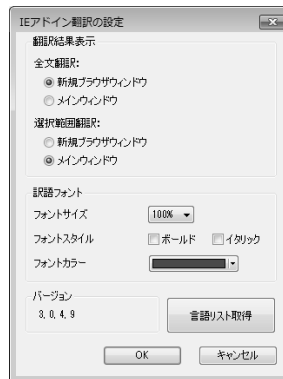 IEアドイン翻訳の設定
翻訳結果表示
全文翻訳:
新規ブラウザウィンドウ
メインウィンドウ
選択範囲翻訳:
新規ブラウザウィンドウ
メインウィンドウ
訳語フォント
フォントサイズ 100%
フォントスタイル ボールド イタリック
フォントカラー
バージョン
3, 0, 4, 9 言語リスト取得
OK キャンセル